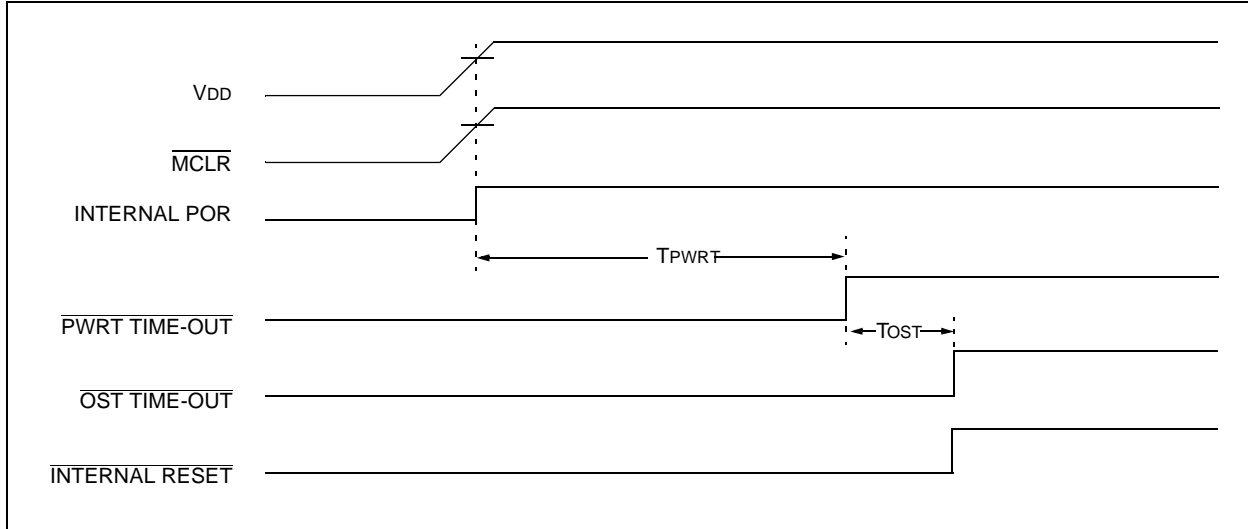 VDD
MCLR
INTERNAL POR
TPWRT
PWRT TIME-OUT
TOST
OST TIME-OUT
INTERNAL RESET